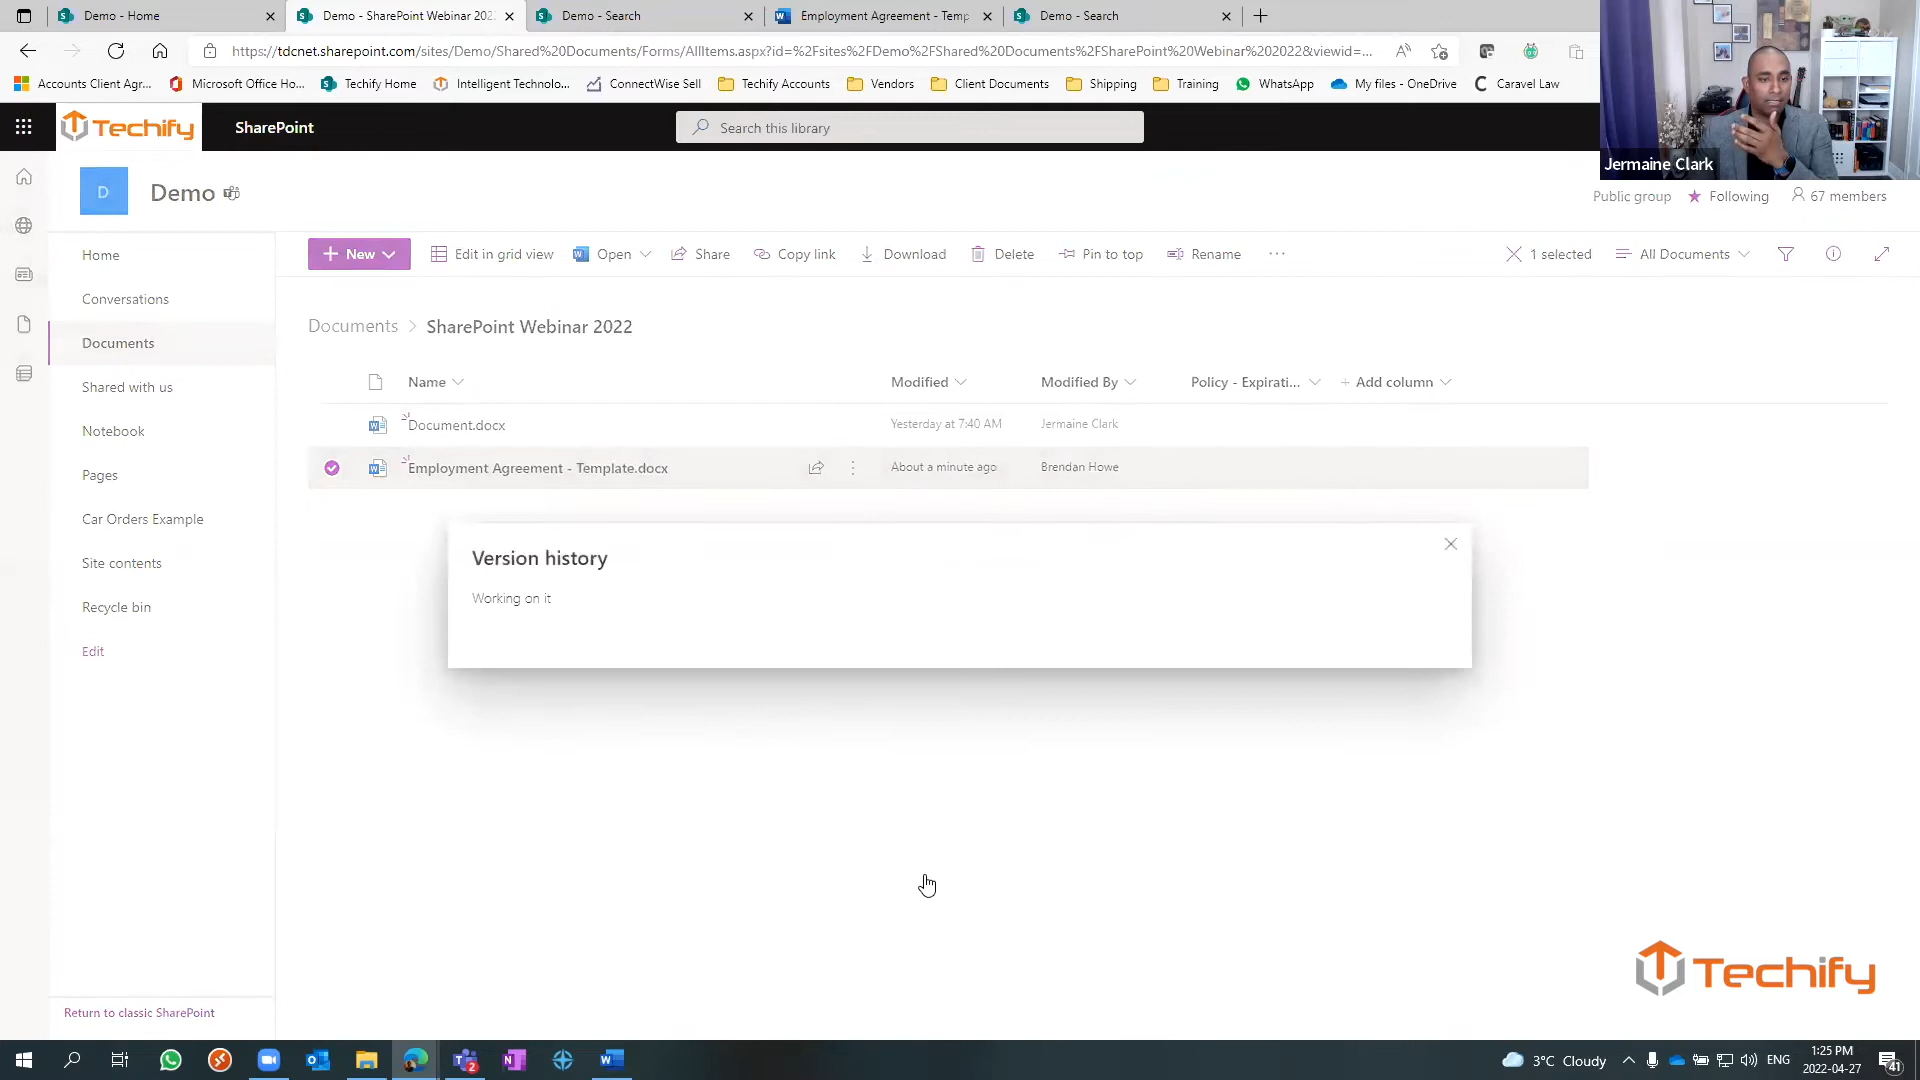 Demo - Home
Demo - SharePoint Webinar 202
Demo - Search
Employment Agreement - Temp
Demo - Search
https://tdcnet.sharepoint.com/sites/Demo/Shared%20Documents/Forms/AllItems.aspx?id=%2Fsites%2FDemo%2FShared%20Documents%2FSharePoint%20Webinar%202022&viewid=...
Accounts Client Agr...
Microsoft Office Ho...
Techify Home
Intelligent Technolo...
ConnectWise Sell
Techify Accounts
Vendors
Client Documents
Shipping
Training
WhatsApp
My files - OneDrive
Caravel Law
Techify
SharePoint
Search this library
Jermaine Clark
D
Demo
Public group
Following
67 members
Home
Conversations
Documents
Shared with us
Notebook
Pages
Car Orders Example
Site contents
Recycle bin
Edit
Return to classic SharePoint
New
Edit in grid view
Open
Share
Copy link
Download
Delete
Pin to top
Rename
...
1 selected
All Documents
Documents > SharePoint Webinar 2022
Name
Modified
Modified By
Policy - Expirati...
+ Add column
Document.docx
Yesterday at 7:40 AM
Jermaine Clark
Employment Agreement - Template.docx
About a minute ago
Brendan Howe
Version history
Working on it
Techify
3°C Cloudy
ENG
1:25 PM
2022-04-27
41
2